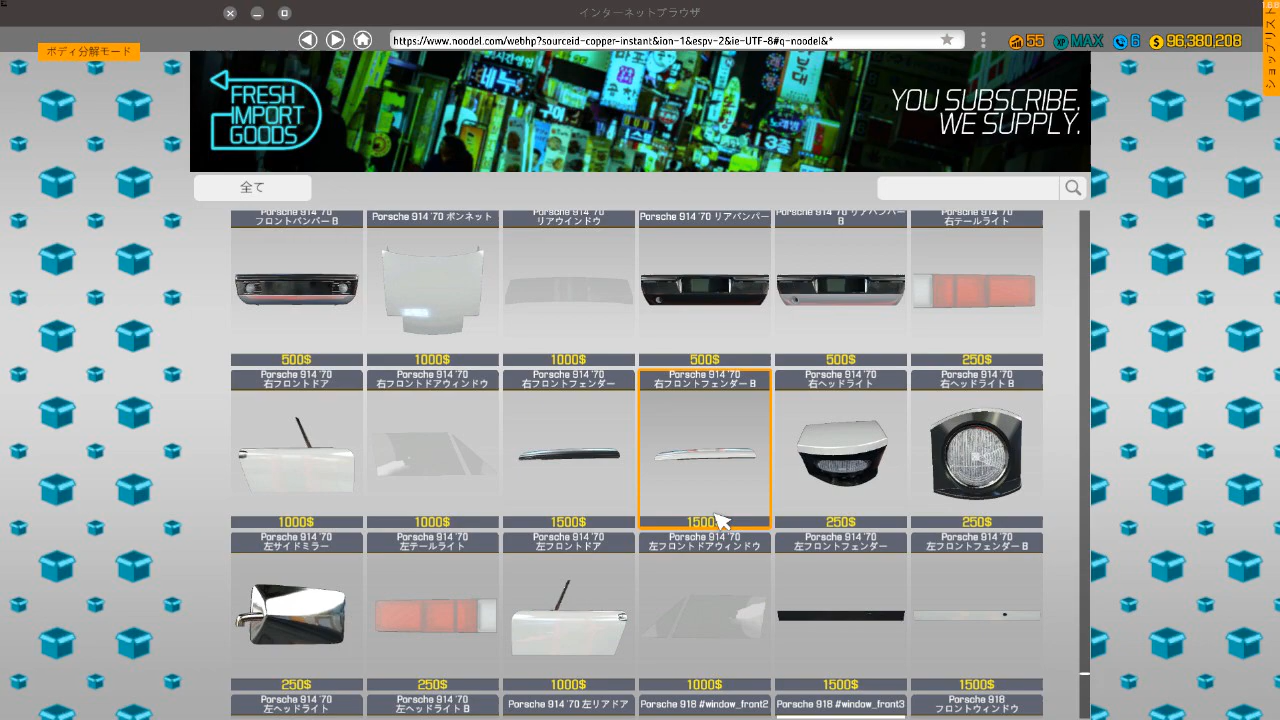 インターネットブラウザ
https://www.noodel.com/webhp?sourceid-copper-instant&ion-1&espv-2&ie-UTF-8#q-noodel&*
55
XP MAX
6
$ 96,380,208
ショップリスト
ボディ分解モード
FRESH
IMPORT
GOODS
YOU SUBSCRIBE.
WE SUPPLY.
全て
Porsche 914 '70
フロントバンパー B
Porsche 914 '70 ボンネット
Porsche 914 '70
リアウインドウ
Porsche 914 '70 リアバンパー
Porsche 914 '70 リアバンパー
B
Porsche 914 '70
右テールライト
500$
1000$
1000$
500$
500$
250$
Porsche 914 '70
右フロントドア
Porsche 914 '70
右フロントドアウィンドウ
Porsche 914 '70
右フロントフェンダー
Porsche 914 '70
右フロントフェンダー B
Porsche 914 '70
右ヘッドライト
Porsche 914 '70
右ヘッドライト B
1000$
1000$
1500$
1500
250$
250$
Porsche 914 '70
左サイドミラー
Porsche 914 '70
左テールライト
Porsche 914 '70
左フロントドア
Porsche 914 '70
左フロントドアウィンドウ
Porsche 914 '70
左フロントフェンダー
Porsche 914 '70
左フロントフェンダー B
250$
250$
1000$
1000$
1500$
1500$
Porsche 914 '70
左ヘッドライト
Porsche 914 '70
左ヘッドライト B
Porsche 914 '70 左リアドア
Porsche 918 #window_front2
Porsche 918 #window_front3
Porsche 918
フロントウィンドウ